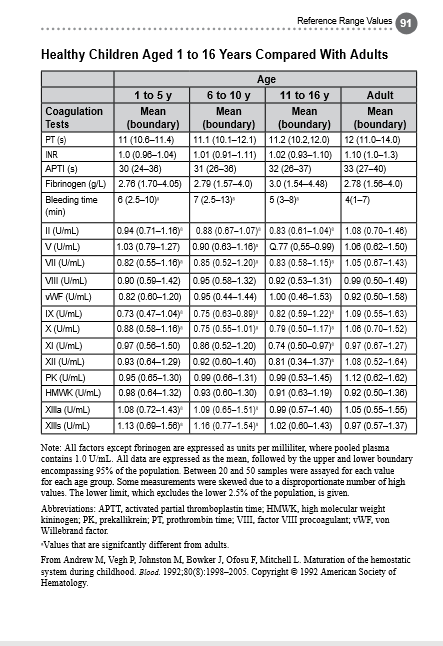 Reference Range Values 91
Healthy Children Aged 1 to 16 Years Compared With Adults
Age
1 to 5 y 6 to 10 y 11 to 16 y Adult
Coagulation Tests Mean (boundary) Mean (boundary) Mean (boundary) Mean (boundary)
PT (s) 11 (10.6–11.4) 11.1 (10.1–12.1) 11.2 (10.2,12.0) 12 (11.0–14.0)
INR 1.0 (0.96–1.04) 1.01 (0.91–1.11) 1.02 (0.93–1.10) 1.10 (1.0–1.3)
APTI (s) 30 (24–36) 31 (26–36) 32 (26–37) 33 (27–40)
Fibrinogen (g/L) 2.76 (1.70–4.05) 2.79 (1.57–4.0) 3.0 (1.54–4.48) 2.78 (1.56–4.0)
Bleeding time (min) 6 (2.5–10)ᵃ 7 (2.5–13)ᵃ 5 (3–8)ᵃ 4(1–7)
II (U/mL) 0.94 (0.71–1.16)ᵃ 0.88 (0.67–1.07)ᵃ 0.83 (0.61–1.04)ᵃ 1.08 (0.70–1.46)
V (U/mL) 1.03 (0.79–1.27) 0.90 (0.63–1.16)ᵃ Q.77 (0,55–0.99) 1.06 (0.62–1.50)
VII (U/mL) 0.82 (0.55–1.16)ᵃ 0.85 (0.52–1.20)ᵃ 0.83 (0.58–1.15)ᵃ 1.05 (0.67–1.43)
VIII (U/mL) 0.90 (0.59–1.42) 0.95 (0.58–1.32) 0.92 (0.53–1.31) 0.99 (0.50–1.49)
vWF (U/mL) 0.82 (0.60–1.20) 0.95 (0.44–1.44) 1.00 (0.46–1.53) 0.92 (0.50–1.58)
IX (U/mL) 0.73 (0.47–1.04)ᵃ 0.75 (0.63–0.89)ᵃ 0.82 (0.59–1.22)ᵃ 1.09 (0.55–1.63)
X (U/mL) 0.88 (0.58–1.16)ᵃ 0.75 (0.55–1.01)ᵃ 0.79 (0.50–1.17)ᵃ 1.06 (0.70–1.52)
XI (U/mL) 0.97 (0.56–1.50) 0.86 (0.52–1.20) 0.74 (0.50–0.97)ᵃ 0.97 (0.67–1.27)
XII (U/mL) 0.93 (0.64–1.29) 0.92 (0.60–1.40) 0.81 (0.34–1.37)ᵃ 1.08 (0.52–1.64)
PK (U/mL) 0.95 (0.65–1.30) 0.99 (0.66–1.31) 0.99 (0.53–1.45) 1.12 (0.62–1.62)
HMWK (U/mL) 0.98 (0.64–1.32) 0.93 (0.60–1.30) 0.91 (0.63–1.19) 0.92 (0.50–1.36)
XIIIa (U/mL) 1.08 (0.72–1.43)ᵃ 1.09 (0.65–1.51)ᵃ 0.99 (0.57–1.40) 1.05 (0.55–1.55)
XIIIs (U/mL) 1.13 (0.69–1.56)ᵃ 1.16 (0.77–1.54)ᵃ 1.02 (0.60–1.43) 0.97 (0.57–1.37)
Note: All factors except fbrinogen are expressed as units per milliliter, where pooled plasma
contains 1.0 U/mL. All data are expressed as the mean, followed by the upper and lower boundary
encompassing 95% of the population. Between 20 and 50 samples were assayed for each value
for each age group. Some measurements were skewed due to a disproportionate number of high
values. The lower limit, which excludes the lower 2.5% of the population, is given.
Abbreviations: APTT, activated partial thromboplastin time; HMWK, high molecular weight
kininogen; PK, prekallikrein; PT, prothrombin time; VIII, factor VIII procoagulant; vWF, von
Willebrand factor.
ᵃValues that are signifcantly different from adults.
From Andrew M, Vegh P, Johnston M, Bowker J, Ofosu F, Mitchell L. Maturation of the hemostatic
system during childhood. Blood. 1992;80(8):1998–2005. Copyright © 1992 American Society of
Hematology.